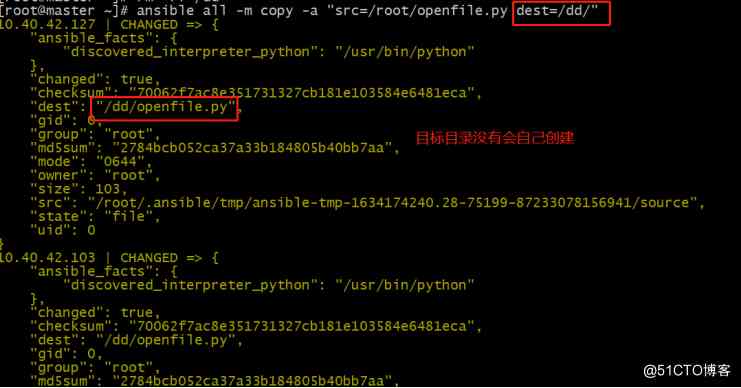 [root@master ~]# ansible all -m copy -a "src=/root/openfile.py dest=/dd/"
10.40.42.127 | CHANGED => {
"ansible_facts": {
"discovered_interpreter_python": "/usr/bin/python"
},
"changed": true,
"checksum": "70062f7ac8e351731327cb181e103584e6481eca",
"dest": "/dd/openfile.py",
"gid": 0,
"group": "root",
目标目录没有会自己创建
"md5sum": "2784bcb052ca37a33b184805b40bb7aa",
"mode": "0644",
"owner": "root",
"size": 103,
"src": "/root/.ansible/tmp/ansible-tmp-1634174240.28-75199-87233078156941/source",
"state": "file",
"uid": 0
}
10.40.42.103 | CHANGED => {
"ansible_facts": {
"discovered_interpreter_python": "/usr/bin/python"
},
"changed": true,
"checksum": "70062f7ac8e351731327cb181e103584e6481eca",
"dest": "/dd/openfile.py",
"gid": 0,
"group": "root",
"md5sum": "2784bcb052ca37a33b184805b40bb7aa",
@51CTO博客